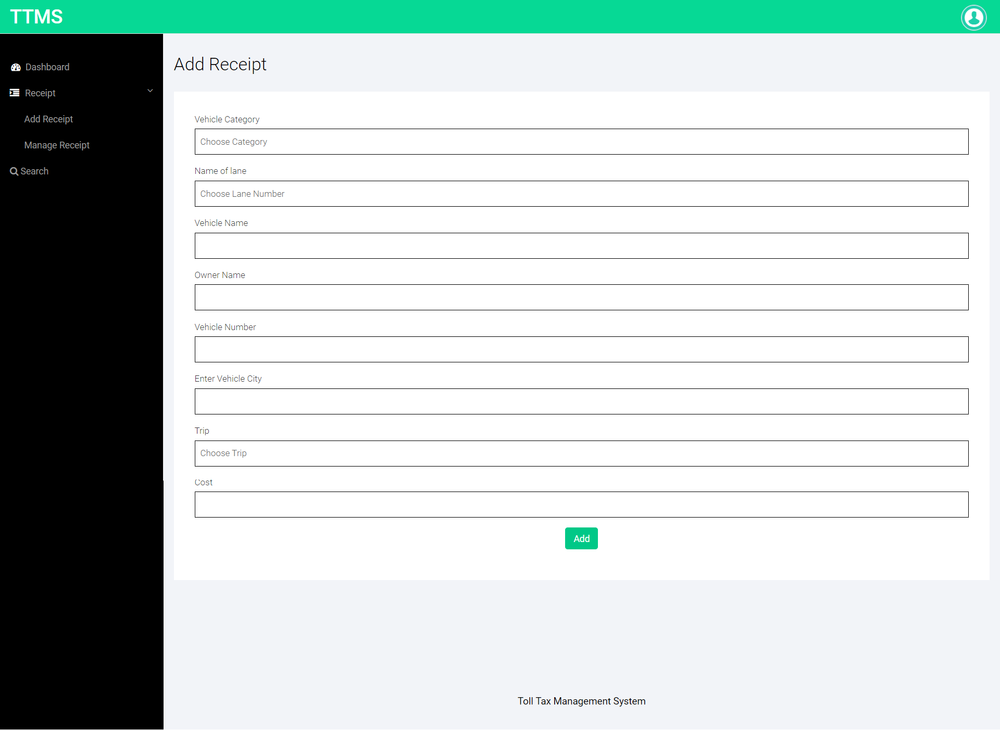 TTMS
Dashboard
Receipt
Add Receipt
Manage Receipt
Search
Add Receipt
Vehicle Category
Choose Category
Name of lane
Choose Lane Number
Vehicle Name
Owner Name
Vehicle Number
Enter Vehicle City
Trip
Choose Trip
Cost
Add
Toll Tax Management System